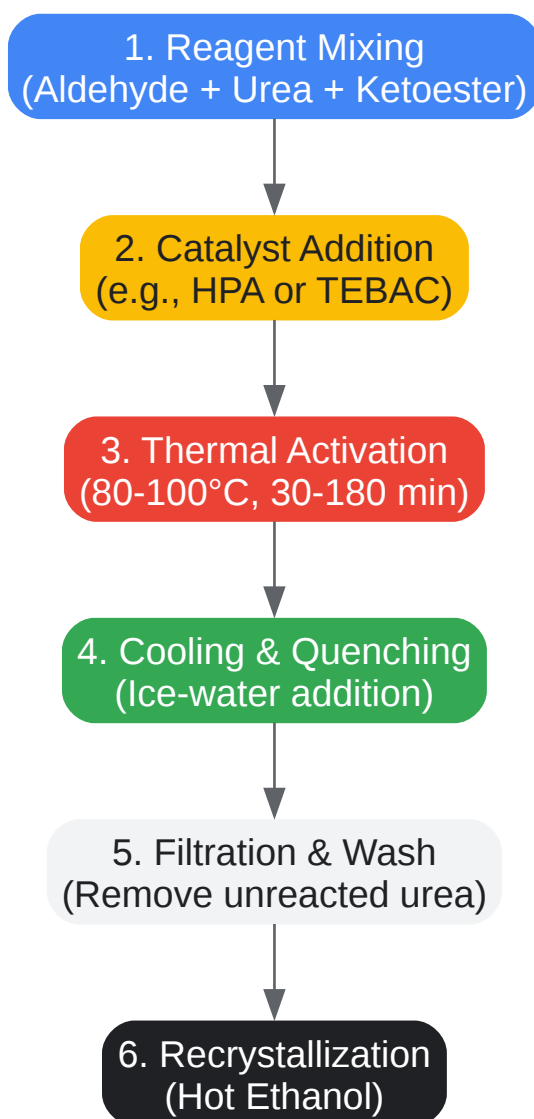 1. Reagent Mixing
(Aldehyde + Urea + Ketoester)
2. Catalyst Addition
(e.g., HPA or TEBAC)
3. Thermal Activation
(80-100°C, 30-180 min)
4. Cooling & Quenching
(Ice-water addition)
5. Filtration & Wash
(Remove unreacted urea)
6. Recrystallization
(Hot Ethanol)